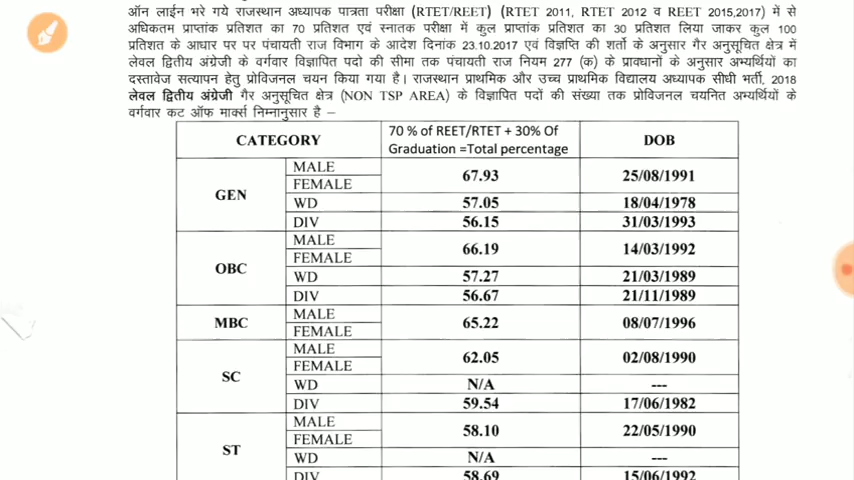 ऑन लाईन भरे गये राजस्थान अध्यापक पात्रता परीक्षा (RTET/REET) (RTET 2011, RTET 2012 व REET 2015,2017) में से
अधिकतम प्राप्तांक प्रतिशत का 70 प्रतिशत एवं स्नातक परीक्षा में कुल प्राप्तांक प्रतिशत का 30 प्रतिशत लिया जाकर कुल 100
प्रतिशत के आधार पर पर पंचायती राज विभाग के आदेश दिनांक 23.10.2017 एवं विज्ञप्ति की शर्तो के अनुसार गैर अनुसूचित क्षेत्र में
लेवल द्वितीय अंग्रेजी के वर्गवार विज्ञापित पदों की सीमा तक पंचायती राज नियम 277 (क) के प्रावधानों के अनुसार अभ्यर्थियों का
दस्तावेज सत्यापन हेतु प्रोविजनल चयन किया गया है। राजस्थान प्राथमिक और उच्च प्राथमिक विद्यालय अध्यापक सीधी भर्ती, 2018
लेवल द्वितीय अंग्रेजी गैर अनुसूचित क्षेत्र (NON TSP AREA) के विज्ञापित पदों की संख्या तक प्रोविजनल चयनित अभ्यर्थियों के
वर्गवार कट ऑफ मार्क्स निम्नानुसार है –
CATEGORY 70 % of REET/RTET + 30% Of Graduation =Total percentage DOB
GEN MALE FEMALE 67.93 25/08/1991
WD 57.05 18/04/1978
DIV 56.15 31/03/1993
OBC MALE FEMALE 66.19 14/03/1992
WD 57.27 21/03/1989
DIV 56.67 21/11/1989
MBC MALE FEMALE 65.22 08/07/1996
SC MALE FEMALE 62.05 02/08/1990
WD N/A ---
DIV 59.54 17/06/1982
ST MALE FEMALE 58.10 22/05/1990
WD N/A ---
DIV 58.69 15/06/1992